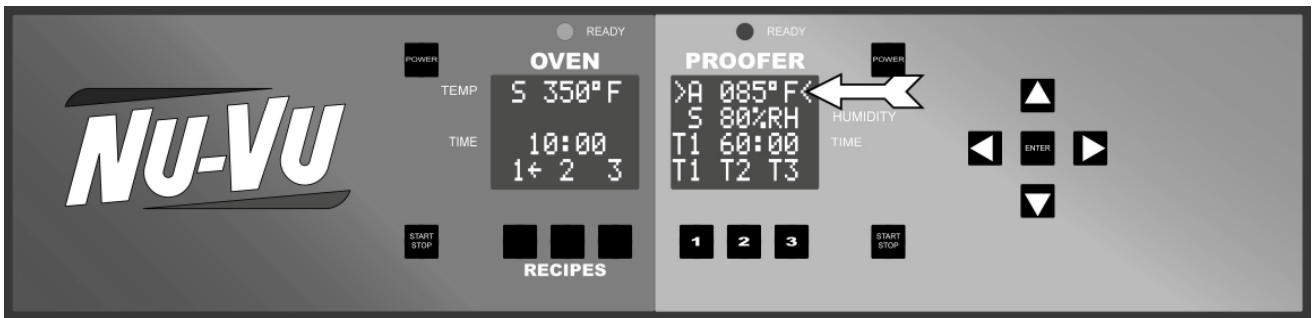 NU-VU
READY
POWER
OVEN
TEMP
S 350°F
TIME
10:00
1← 2 3
START
STOP
RECIPES
READY
PROOFER
POWER
>A 085°F<
S 80%RH
HUMIDITY
T1 60:00
TIME
T1 T2 T3
1 2 3
START
STOP
ENTER